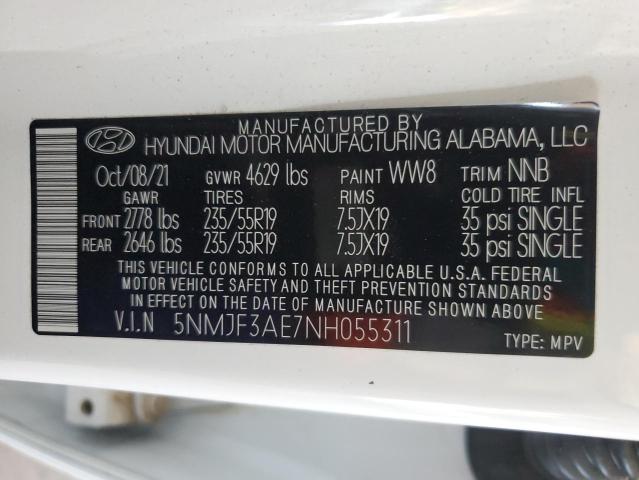 MANUFACTURED BY
HYUNDAI MOTOR MANUFACTURING ALABAMA, LLC
Oct/08/21 GVWR 4629 lbs PAINT WW8 TRIM NNB
GAWR TIRES RIMS COLD TIRE INFL
FRONT 2778 lbs 235/55R19 7.5JX19 35 psi SINGLE
REAR 2646 lbs 235/55R19 7.5JX19 35 psi SINGLE
THIS VEHICLE CONFORMS TO ALL APPLICABLE U.S.A. FEDERAL
MOTOR VEHICLE SAFETY AND THEFT PREVENTION STANDARDS
IN EFFECT ON THE DATE OF MANUFACTURE SHOWN ABOVE
V.I.N 5NMJF3AE7NH055311
TYPE: MPV